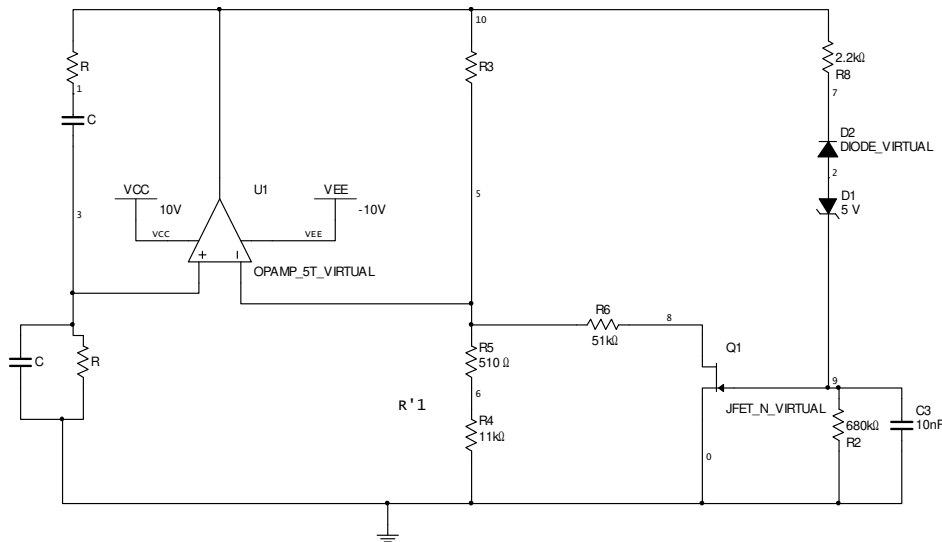 10
R
1
C
3
VCC
10V
VCC
U1
VEE
-10V
VEE
OPAMP_5T_VIRTUAL
R3
5
2.2kΩ
R8
7
D2
DIODE_VIRTUAL
2
D1
5 V
C
R
R6
51kΩ
8
R5
510 Ω
6
R'1
R4
11kΩ
Q1
JFET_N_VIRTUAL
0
9
680kΩ
R2
C3
10nF